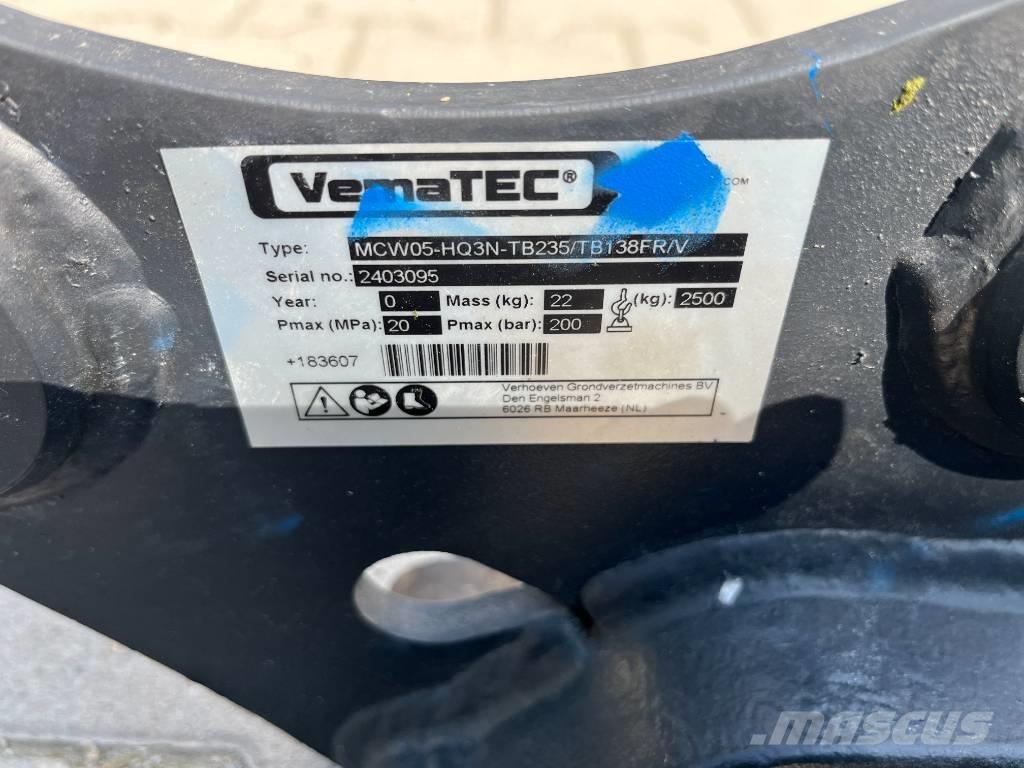 VemaTEC®
COM
Type: MCW05-HQ3N-TB235/TB138FR/V
Serial no.: 2403095
Year: 0 Mass (kg): 22 (kg): 2500
Pmax (MPa): 20 Pmax (bar): 200
+183607
Verhoeven Grondverzetmachines BV
Den Engelsman 2
6026 RB Maarheeze (NL)
MASCUS